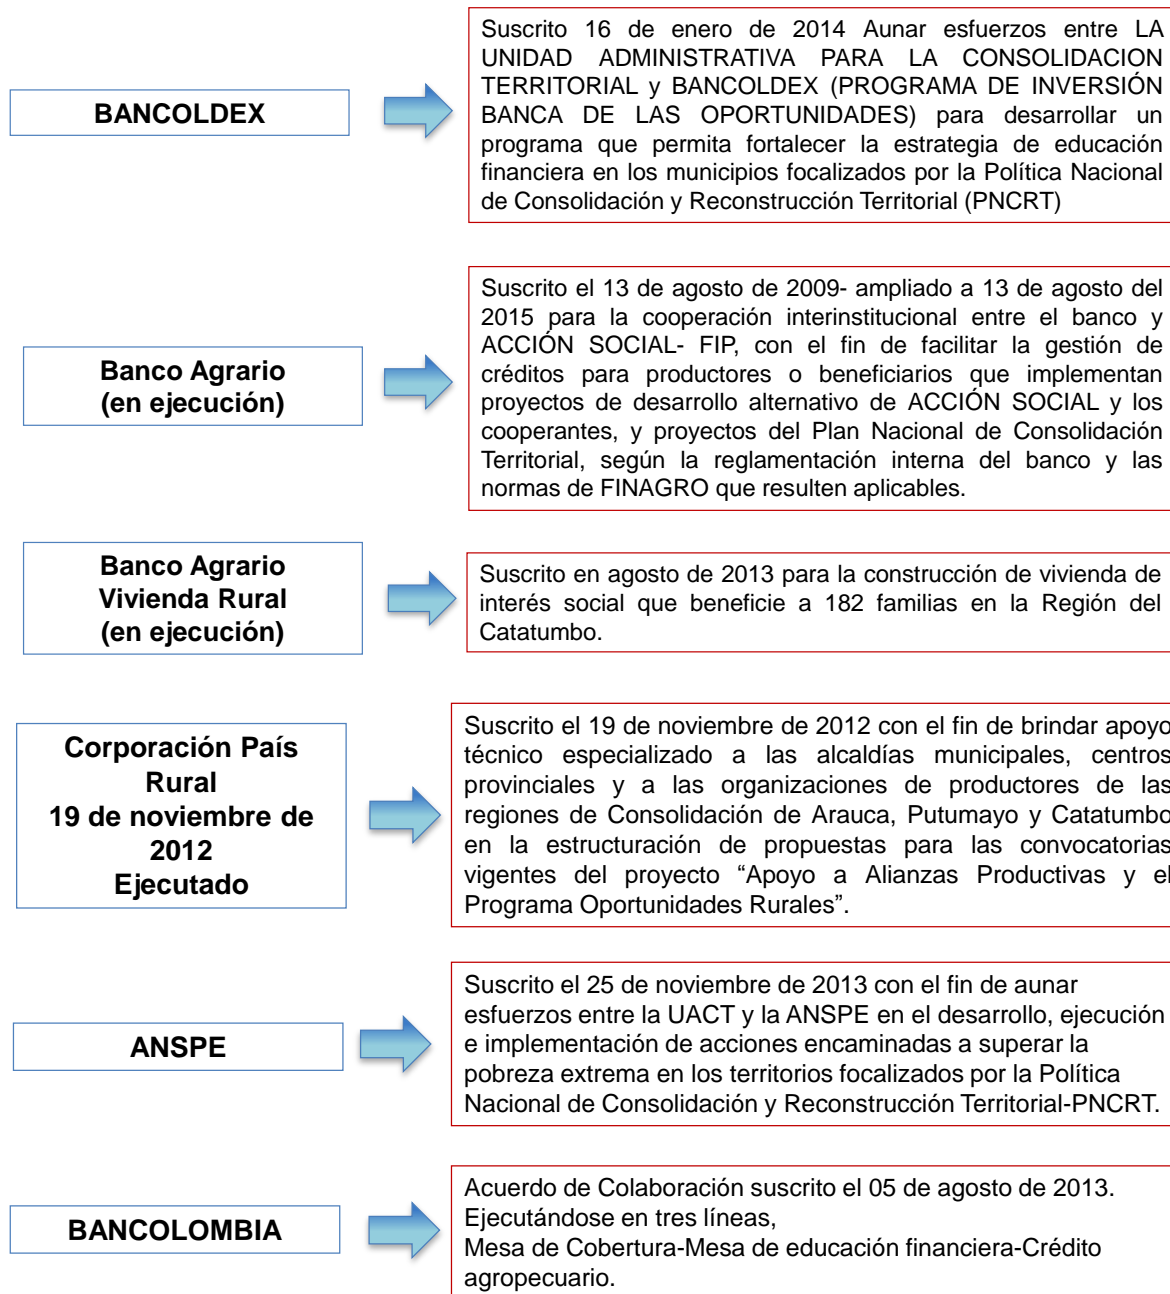 BANCOLDEX
Suscrito 16 de enero de 2014 Aunar esfuerzos entre LA
UNIDAD ADMINISTRATIVA PARA LA CONSOLIDACION
TERRITORIAL y BANCOLDEX (PROGRAMA DE INVERSIÓN
BANCA DE LAS OPORTUNIDADES) para desarrollar un
programa que permita fortalecer la estrategia de educación
financiera en los municipios focalizados por la Política Nacional
de Consolidación y Reconstrucción Territorial (PNCRT)
Banco Agrario
(en ejecución)
Suscrito el 13 de agosto de 2009- ampliado a 13 de agosto del
2015 para la cooperación interinstitucional entre el banco y
ACCIÓN SOCIAL- FIP, con el fin de facilitar la gestión de
créditos para productores o beneficiarios que implementan
proyectos de desarrollo alternativo de ACCIÓN SOCIAL y los
cooperantes, y proyectos del Plan Nacional de Consolidación
Territorial, según la reglamentación interna del banco y las
normas de FINAGRO que resulten aplicables.
Banco Agrario
Vivienda Rural
(en ejecución)
Suscrito en agosto de 2013 para la construcción de vivienda de
interés social que beneficie a 182 familias en la Región del
Catatumbo.
Corporación País
Rural
19 de noviembre de
2012
Ejecutado
Suscrito el 19 de noviembre de 2012 con el fin de brindar apoyo
técnico especializado a las alcaldías municipales, centros
provinciales y a las organizaciones de productores de las
regiones de Consolidación de Arauca, Putumayo y Catatumbo
en la estructuración de propuestas para las convocatorias
vigentes del proyecto “Apoyo a Alianzas Productivas y el
Programa Oportunidades Rurales”.
ANSPE
Suscrito el 25 de noviembre de 2013 con el fin de aunar
esfuerzos entre la UACT y la ANSPE en el desarrollo, ejecución
e implementación de acciones encaminadas a superar la
pobreza extrema en los territorios focalizados por la Política
Nacional de Consolidación y Reconstrucción Territorial-PNCRT.
BANCOLOMBIA
Acuerdo de Colaboración suscrito el 05 de agosto de 2013.
Ejecutándose en tres líneas,
Mesa de Cobertura-Mesa de educación financiera-Crédito
agropecuario.